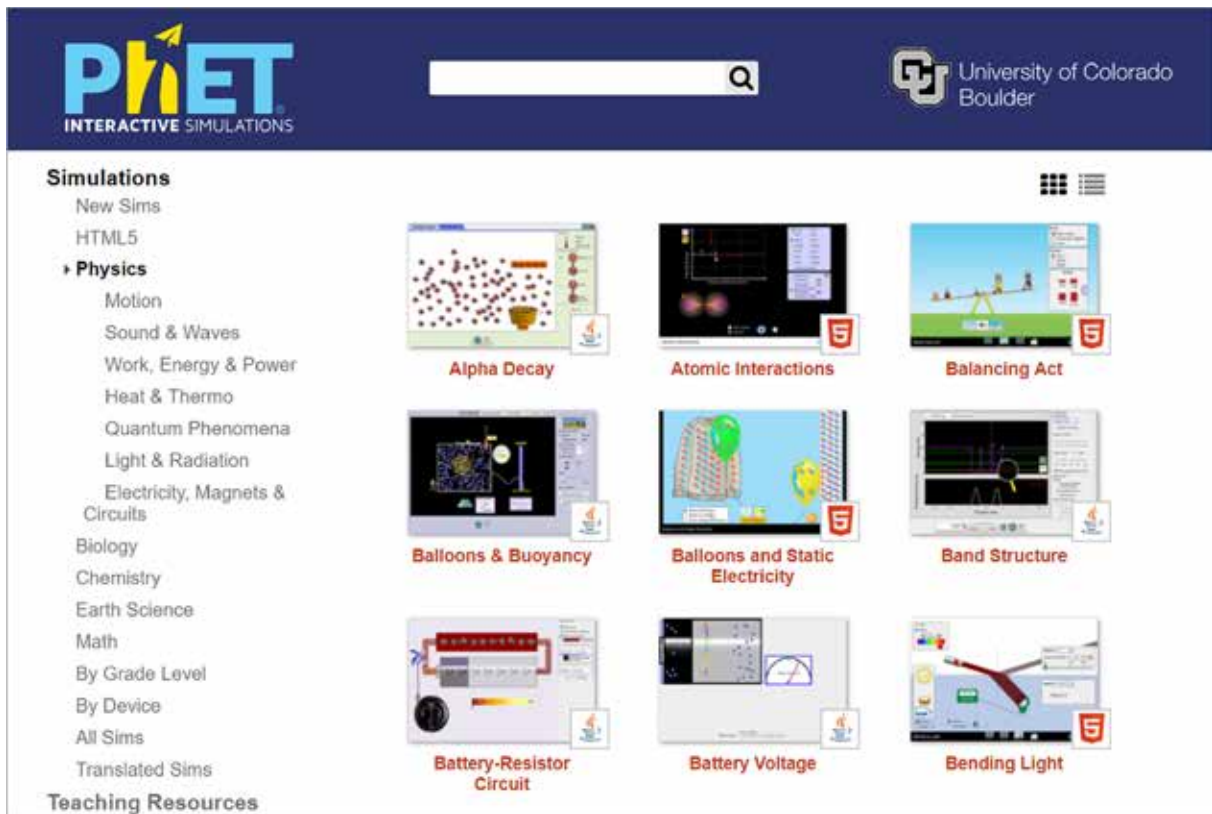 PhET
INTERACTIVE SIMULATIONS
University of Colorado
Boulder
Simulations
New Sims
HTML5
Physics
Motion
Sound & Waves
Work, Energy & Power
Heat & Thermo
Quantum Phenomena
Light & Radiation
Electricity, Magnets &
Circuits
Biology
Chemistry
Earth Science
Math
By Grade Level
By Device
All Sims
Translated Sims
Teaching Resources
Alpha Decay
Atomic Interactions
Balancing Act
Balloons & Buoyancy
Balloons and Static
Electricity
Band Structure
Battery-Resistor
Circuit
Battery Voltage
Bending Light